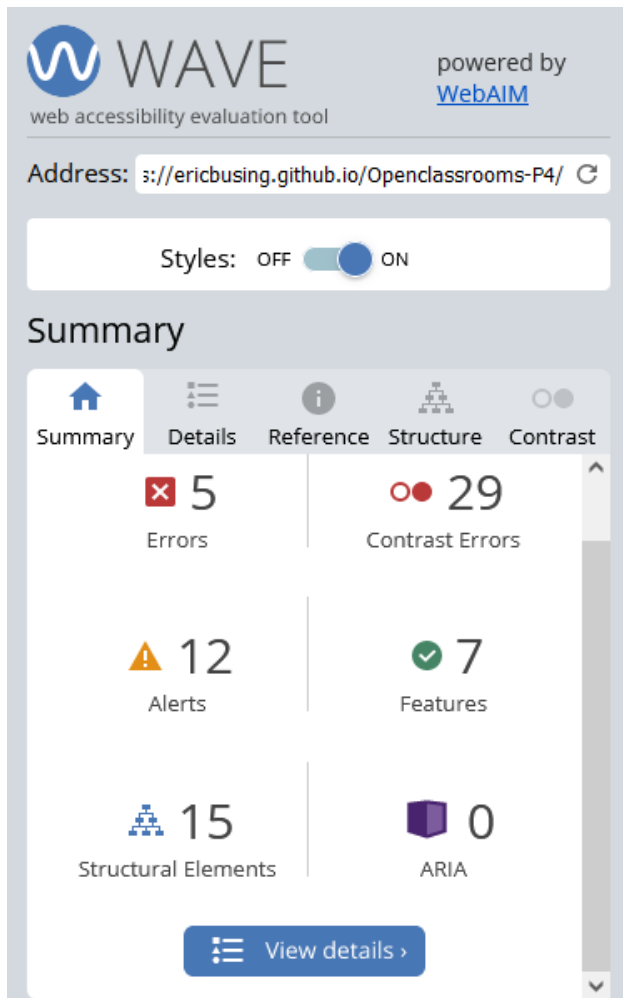 WAVE
powered by
WebAIM
web accessibility evaluation tool
Address: s://ericbusing.github.io/Openclassrooms-P4/
Styles: OFF ON
Summary
Summary Details Reference Structure Contrast
5 29
Errors Contrast Errors
12 7
Alerts Features
15 0
Structural Elements ARIA
View details ›